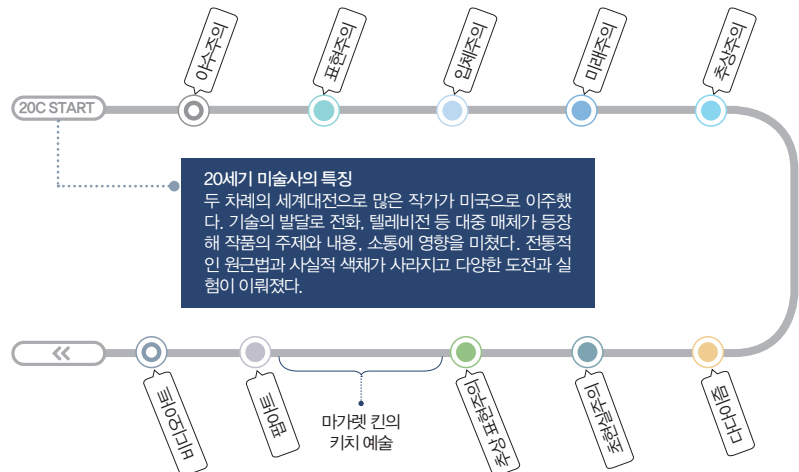 20C START
야수주의
표현주의
입체주의
미래주의
추상주의
20세기 미술사의 특징
두 차례의 세계대전으로 많은 작가가 미국으로 이주했
다. 기술의 발달로 전화, 텔레비전 등 대중 매체가 등장
해 작품의 주제와 내용, 소통에 영향을 미쳤다. 전통적
인 원근법과 사실적 색채가 사라지고 다양한 도전과 실
험이 이뤄졌다.
다다이즘
초현실주의
추상표현주의
마가렛 킨의
키치 예술
팝아트
비디오아트